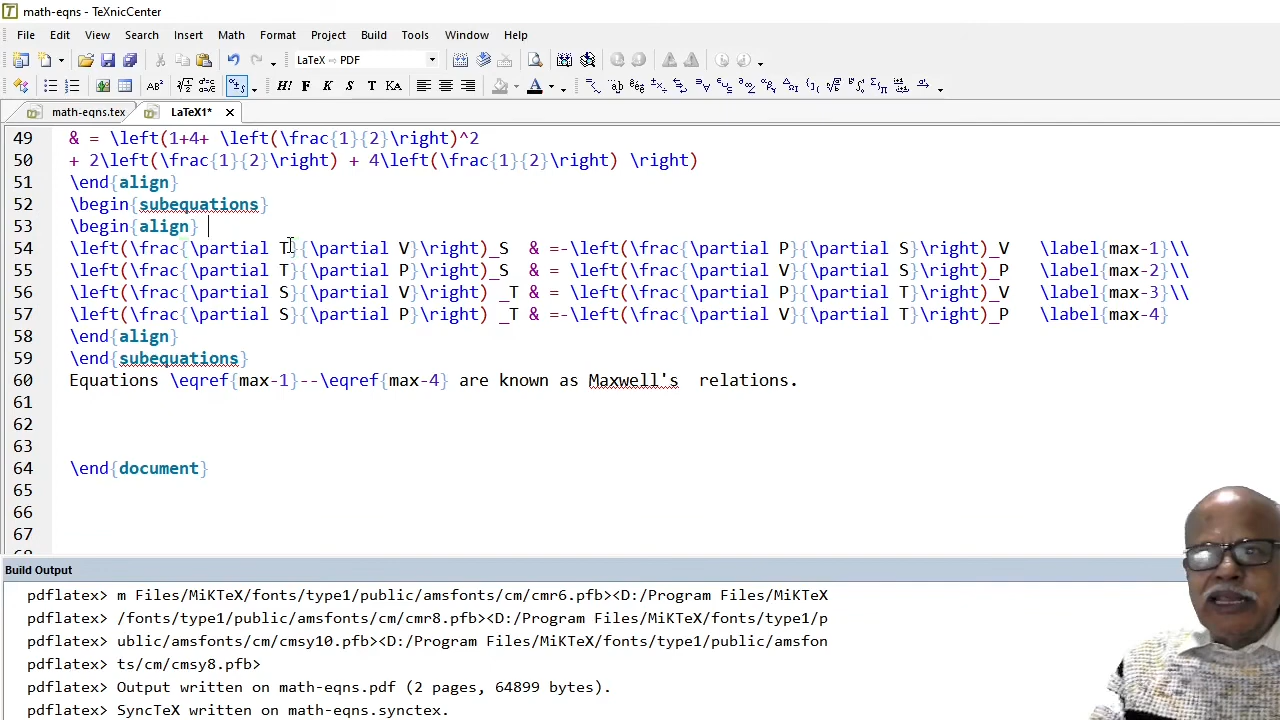 math-eqns - TeXnicCenter
File Edit View Search Insert Math Format Project Build Tools Window Help
LaTeX ⇨ PDF
math-eqns.tex LaTeX1*
49 & = \left(1+4+ \left(\frac{1}{2}\right)^2
50 + 2\left(\frac{1}{2}\right) + 4\left(\frac{1}{2}\right) \right)
51 \end{align}
52 \begin{subequations}
53 \begin{align}
54 \left(\frac{\partial T}{\partial V}\right)_S & =-\left(\frac{\partial P}{\partial S}\right)_V \label{max-1}\\
55 \left(\frac{\partial T}{\partial P}\right)_S & = \left(\frac{\partial V}{\partial S}\right)_P \label{max-2}\\
56 \left(\frac{\partial S}{\partial V}\right) _T & = \left(\frac{\partial P}{\partial T}\right)_V \label{max-3}\\
57 \left(\frac{\partial S}{\partial P}\right) _T & =-\left(\frac{\partial V}{\partial T}\right)_P \label{max-4}
58 \end{align}
59 \end{subequations}
60 Equations \eqref{max-1}--\eqref{max-4} are known as Maxwell's relations.
61
62
63
64 \end{document}
65
66
67
68
Build Output
pdflatex> m Files/MiKTeX/fonts/type1/public/amsfonts/cm/cmr6.pfb><D:/Program Files/MiKTeX
pdflatex> /fonts/type1/public/amsfonts/cm/cmr8.pfb><D:/Program Files/MiKTeX/fonts/type1/p
pdflatex> ublic/amsfonts/cm/cmsy10.pfb><D:/Program Files/MiKTeX/fonts/type1/public/amsfon
pdflatex> ts/cm/cmsy8.pfb>
pdflatex> Output written on math-eqns.pdf (2 pages, 64899 bytes).
pdflatex> SyncTeX written on math-eqns.synctex.